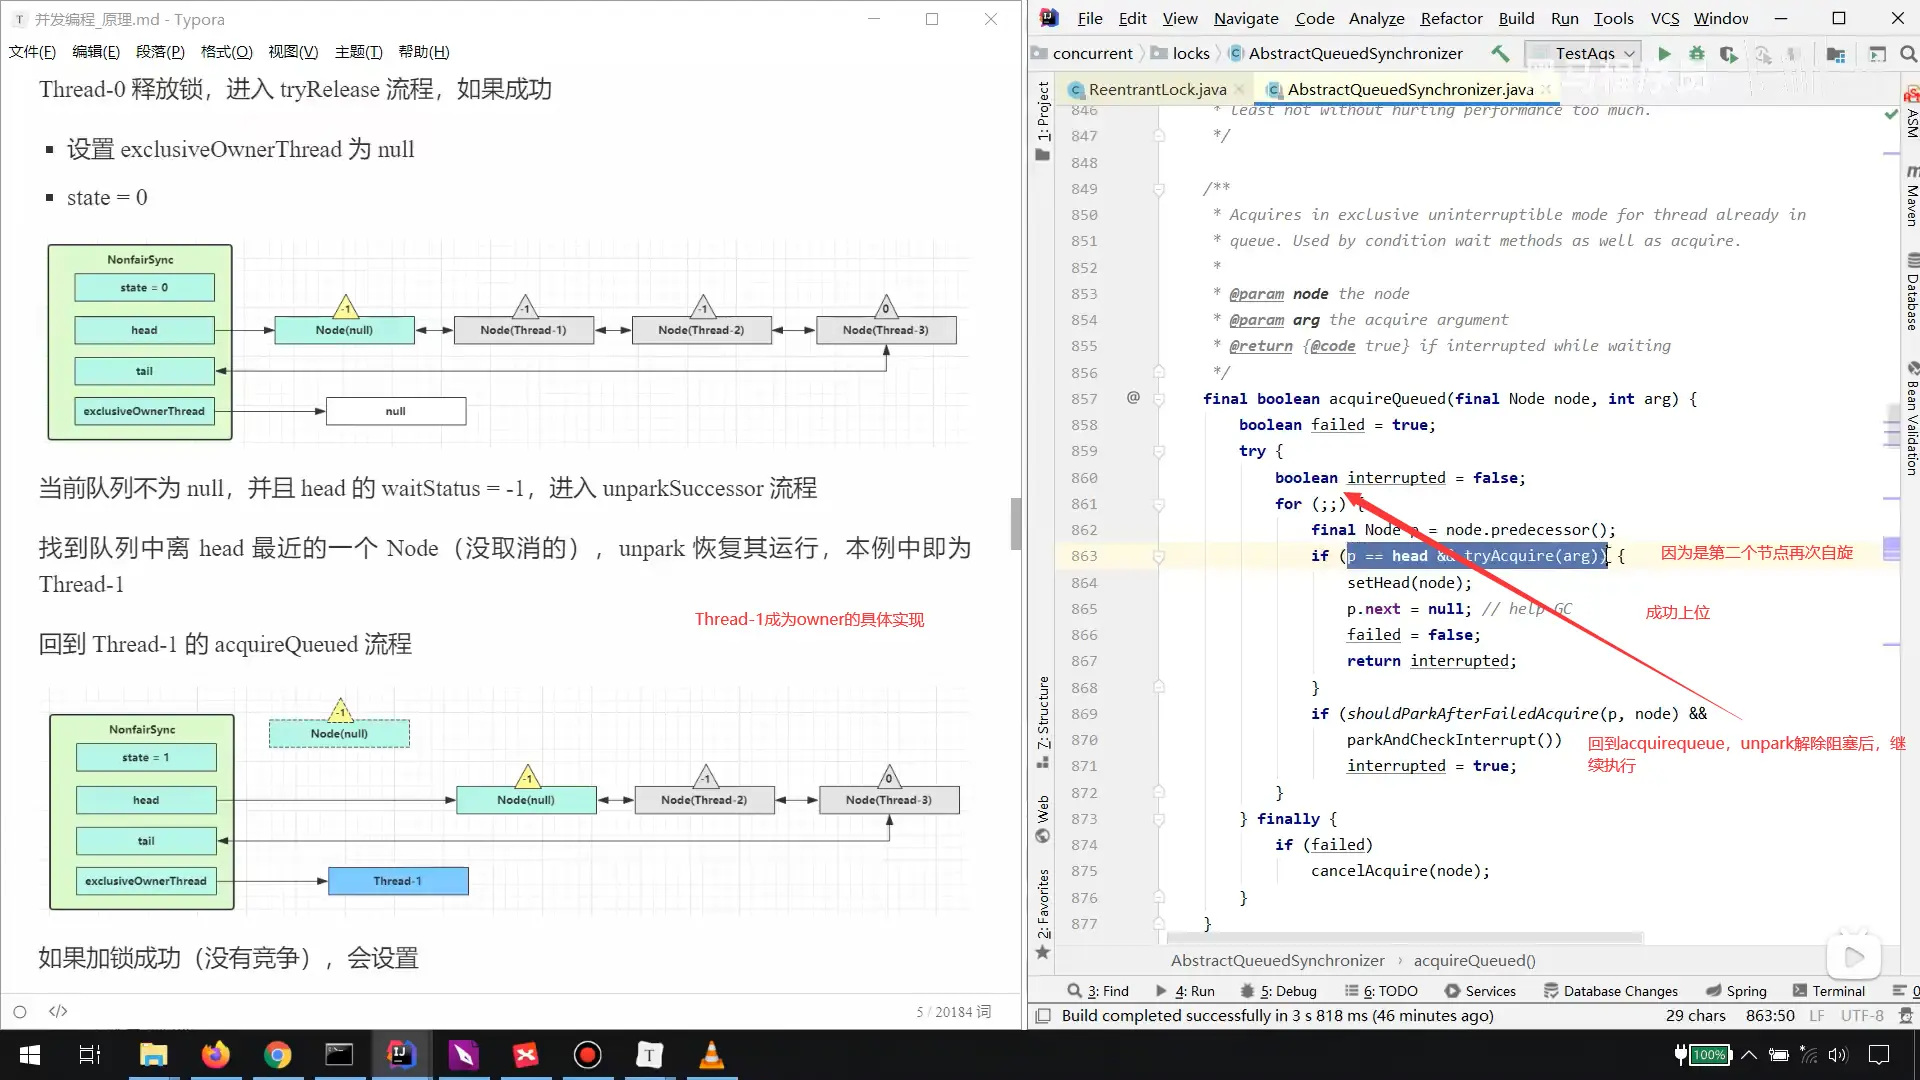 并发编程_原理.md - Typora
文件(F) 编辑(E) 段落(P) 格式(O) 视图(V) 主题(T) 帮助(H)
Thread-0 释放锁，进入 tryRelease 流程，如果成功
设置 exclusiveOwnerThread 为 null
state = 0
NonfairSync
state = 0
head
tail
exclusiveOwnerThread
-1
Node(null)
-1
Node(Thread-1)
-1
Node(Thread-2)
0
Node(Thread-3)
null
当前队列不为 null，并且 head 的 waitStatus = -1，进入 unparkSuccessor 流程
找到队列中离 head 最近的一个 Node（没取消的），unpark 恢复其运行，本例中即为
Thread-1
Thread-1成为owner的具体实现
回到 Thread-1 的 acquireQueued 流程
NonfairSync
state = 1
head
tail
exclusiveOwnerThread
-1
Node(null)
-1
Node(null)
-1
Node(Thread-2)
0
Node(Thread-3)
Thread-1
如果加锁成功（没有竞争），会设置
5 / 20184 词
File Edit View Navigate Code Analyze Refactor Build Run Tools VCS Window
concurrent locks AbstractQueuedSynchronizer TestAqs
ReentrantLock.java AbstractQueuedSynchronizer.java
1: Project
7: Structure
Web
2: Favorites
ASM
Maven
Database
Bean Validation
846 * least not without hurting performance too much.
847 */
848
849 /**
850 * Acquires in exclusive uninterruptible mode for thread already in
851 * queue. Used by condition wait methods as well as acquire.
852 *
853 * @param node the node
854 * @param arg the acquire argument
855 * @return {@code true} if interrupted while waiting
856 */
857 @ final boolean acquireQueued(final Node node, int arg) {
858 boolean failed = true;
859 try {
860 boolean interrupted = false;
861 for (;;) {
862 final Node p = node.predecessor();
863 if (p == head && tryAcquire(arg)) { 因为是第二个节点再次自旋
864 setHead(node);
865 p.next = null; // help GC 成功上位
866 failed = false;
867 return interrupted;
868 }
869 if (shouldParkAfterFailedAcquire(p, node) &&
870 parkAndCheckInterrupt()) 回到acquirequeue，unpark解除阻塞后，继
871 interrupted = true; 续执行
872 }
873 } finally {
874 if (failed)
875 cancelAcquire(node);
876 }
877 }
AbstractQueuedSynchronizer › acquireQueued()
3: Find 4: Run 5: Debug 6: TODO Services Database Changes Spring Terminal
Build completed successfully in 3 s 818 ms (46 minutes ago) 29 chars 863:50 LF UTF-8
100%